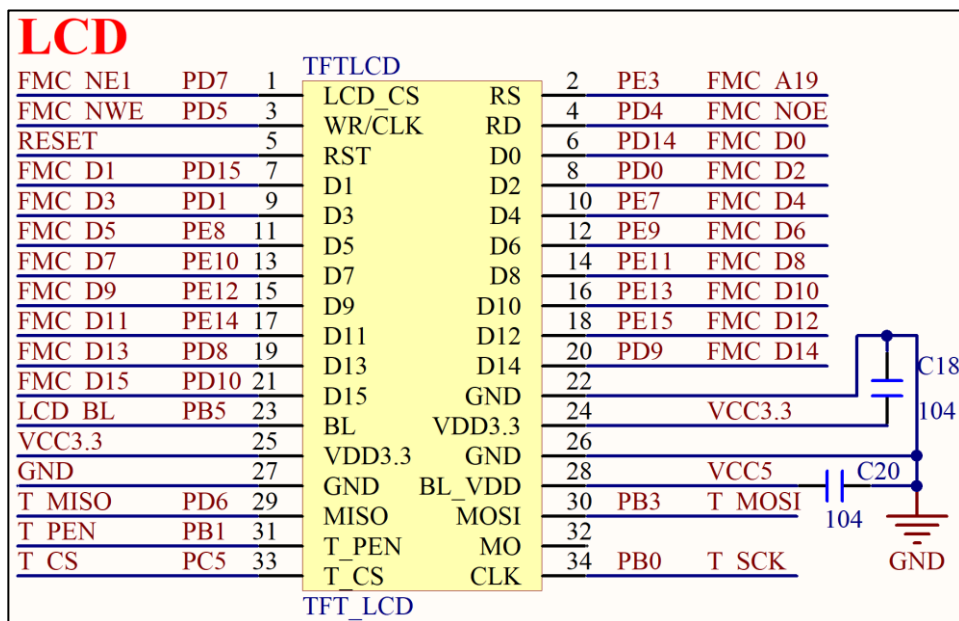 LCD
TFTLCD
FMC_NE1 PD7 1 LCD_CS RS 2 PE3 FMC_A19
FMC_NWE PD5 3 WR/CLK RD 4 PD4 FMC_NOE
RESET 5 RST D0 6 PD14 FMC_D0
FMC_D1 PD15 7 D1 D2 8 PD0 FMC_D2
FMC_D3 PD1 9 D3 D4 10 PE7 FMC_D4
FMC_D5 PE8 11 D5 D6 12 PE9 FMC_D6
FMC_D7 PE10 13 D7 D8 14 PE11 FMC_D8
FMC_D9 PE12 15 D9 D10 16 PE13 FMC_D10
FMC_D11 PE14 17 D11 D12 18 PE15 FMC_D12
FMC_D13 PD8 19 D13 D14 20 PD9 FMC_D14
FMC_D15 PD10 21 D15 GND 22 C18
LCD_BL PB5 23 BL VDD3.3 24 VCC3.3 104
VCC3.3 25 VDD3.3 GND 26
GND 27 GND BL_VDD 28 VCC5 C20
T_MISO PD6 29 MISO MOSI 30 PB3 T_MOSI 104
T_PEN PB1 31 T_PEN MO 32
T_CS PC5 33 T_CS CLK 34 PB0 T_SCK GND
TFT_LCD